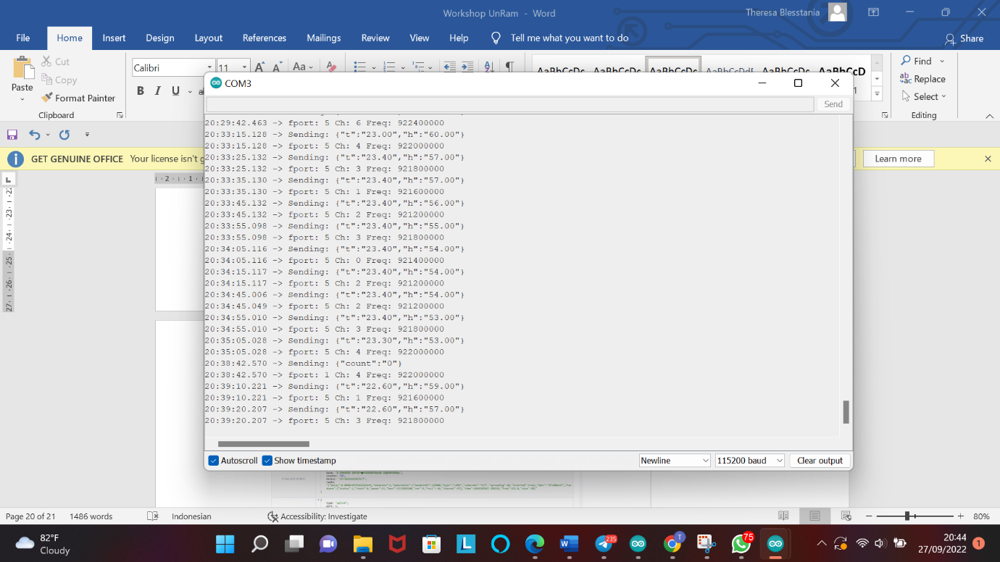 Workshop UnRam - Word
Theresa Blesstania
File Home Insert Design Layout References Mailings Review View Help Tell me what you want to do
Share
Paste
Cut
Copy
Format Painter
Clipboard
Calibri
11
Aa
B I U
AaBbCcDc AaBbCcDc AaBbCcDc AaBbCcDdE AaBbCcDc AaBbCcD
Find
Replace
Select
Editing
GET GENUINE OFFICE Your license isn't
Learn more
COM3
Send
20:29:42.463 -> fport: 5 Ch: 6 Freq: 922400000
20:33:15.128 -> Sending: {"t":"23.00","h":"60.00"}
20:33:15.128 -> fport: 5 Ch: 4 Freq: 922000000
20:33:25.132 -> Sending: {"t":"23.40","h":"57.00"}
20:33:25.132 -> fport: 5 Ch: 3 Freq: 921800000
20:33:35.130 -> Sending: {"t":"23.40","h":"57.00"}
20:33:35.130 -> fport: 5 Ch: 1 Freq: 921600000
20:33:45.132 -> Sending: {"t":"23.40","h":"56.00"}
20:33:45.132 -> fport: 5 Ch: 2 Freq: 921200000
20:33:55.098 -> Sending: {"t":"23.40","h":"55.00"}
20:33:55.098 -> fport: 5 Ch: 3 Freq: 921800000
20:34:05.116 -> Sending: {"t":"23.40","h":"54.00"}
20:34:05.116 -> fport: 5 Ch: 0 Freq: 921400000
20:34:15.117 -> Sending: {"t":"23.40","h":"54.00"}
20:34:15.117 -> fport: 5 Ch: 2 Freq: 921200000
20:34:45.006 -> Sending: {"t":"23.40","h":"54.00"}
20:34:45.049 -> fport: 5 Ch: 2 Freq: 921200000
20:34:55.010 -> Sending: {"t":"23.40","h":"53.00"}
20:34:55.010 -> fport: 5 Ch: 3 Freq: 921800000
20:35:05.028 -> Sending: {"t":"23.30","h":"53.00"}
20:35:05.028 -> fport: 5 Ch: 4 Freq: 922000000
20:38:42.570 -> Sending: {"count":"0"}
20:38:42.570 -> fport: 1 Ch: 4 Freq: 922000000
20:39:10.221 -> Sending: {"t":"22.60","h":"59.00"}
20:39:10.221 -> fport: 5 Ch: 1 Freq: 921600000
20:39:20.207 -> Sending: {"t":"22.60","h":"57.00"}
20:39:20.207 -> fport: 5 Ch: 3 Freq: 921800000
Autoscroll Show timestamp
Newline
115200 baud
Clear output
Page 20 of 21 1486 words Indonesian Accessibility: Investigate
80%
82°F
Cloudy
235
T
75
20:44
27/09/2022
1